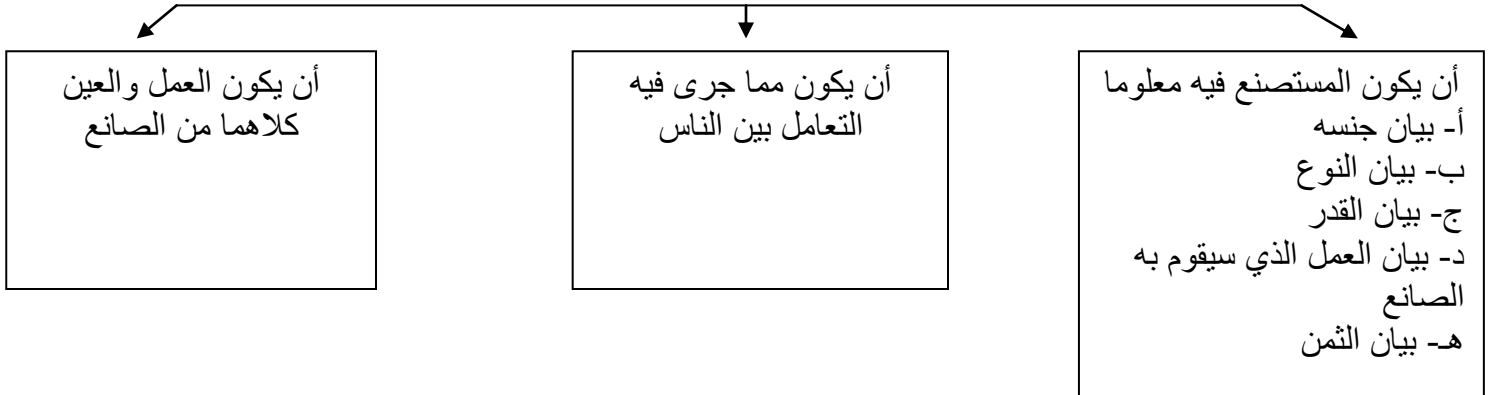 أن يكون المستصنع فيه معلوما
أ- بيان جنسه
ب- بيان النوع
ج- بيان القدر
د- بيان العمل الذي سيقوم به
الصانع
هـ- بيان الثمن
أن يكون مما جرى فيه
التعامل بين الناس
أن يكون العمل والعين
كلاهما من الصانع